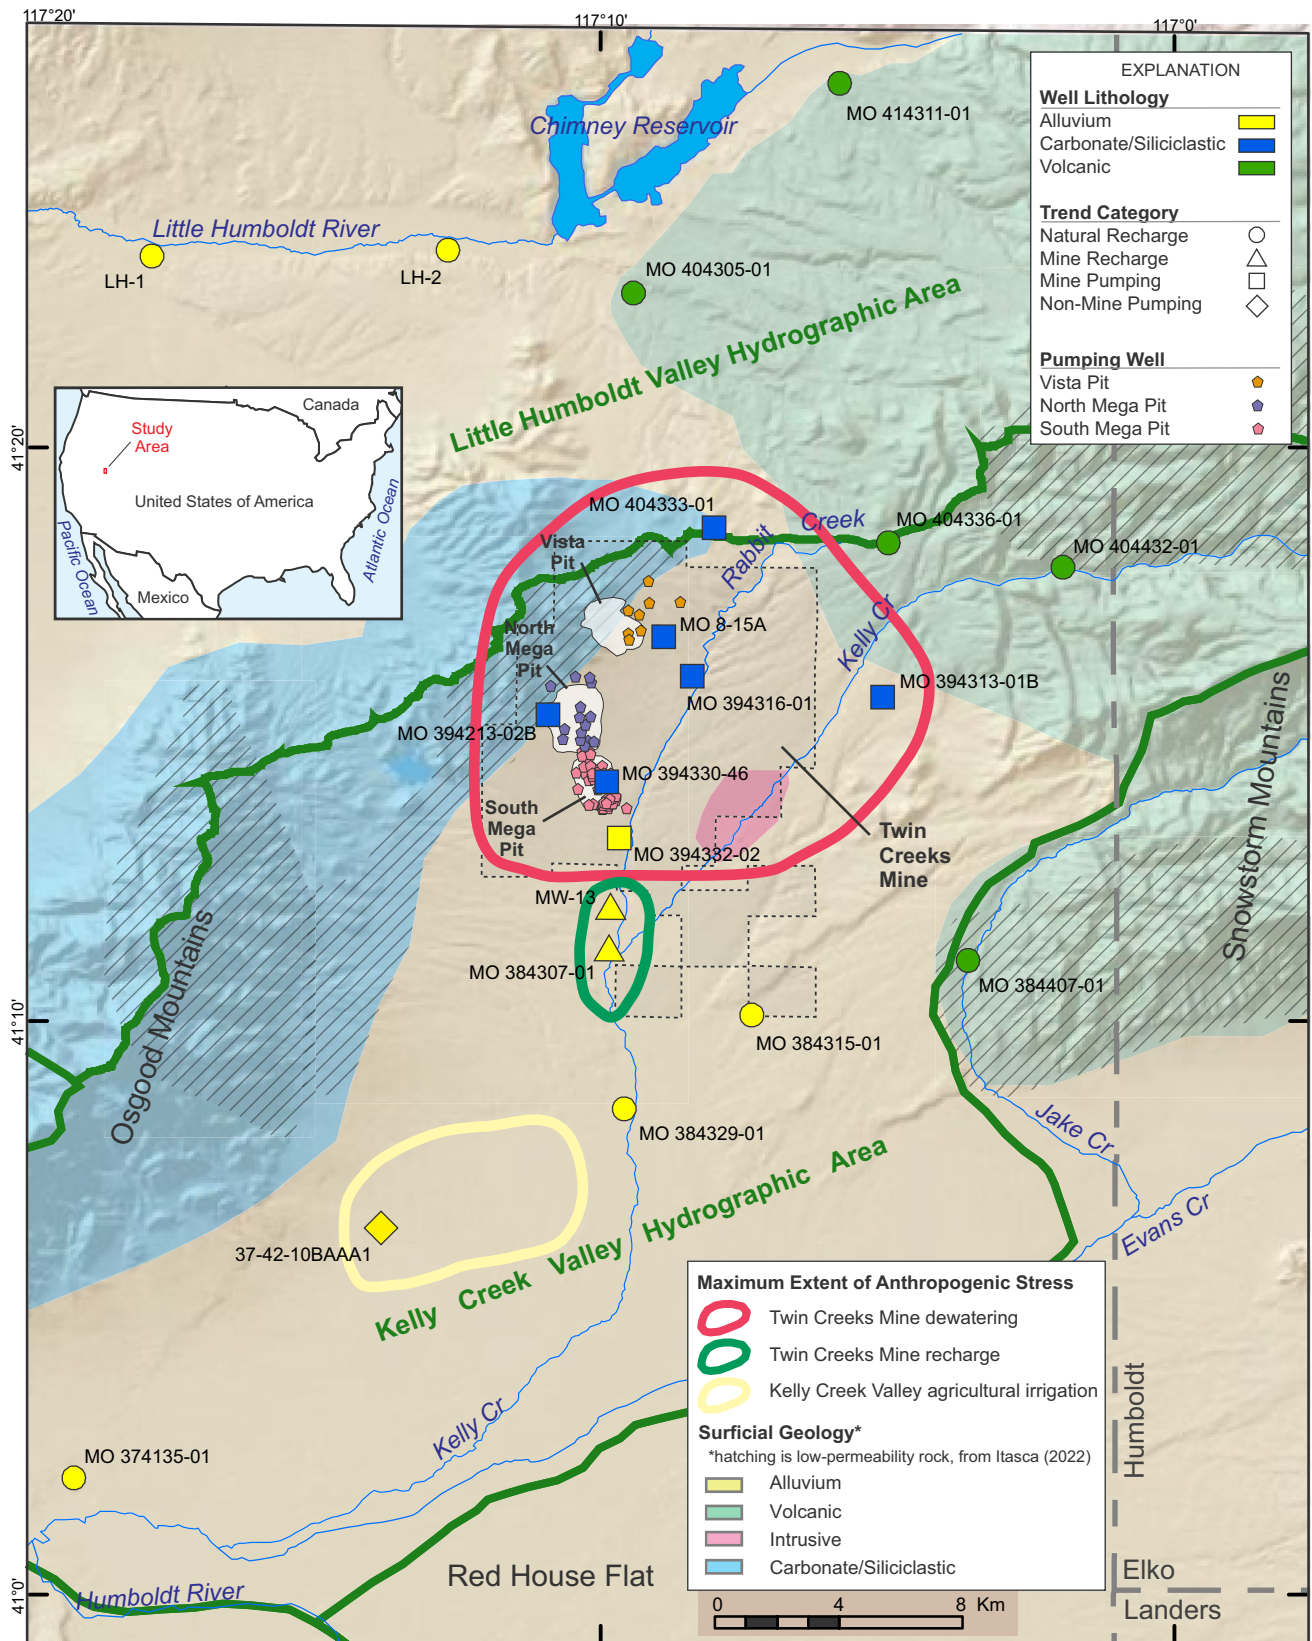 117°20'
117°10'
117°0'
EXPLANATION
Well Lithology
Alluvium
Carbonate/Siliciclastic
Volcanic
Trend Category
Natural Recharge
Mine Recharge
Mine Pumping
Non-Mine Pumping
Pumping Well
Vista Pit
North Mega Pit
South Mega Pit
MO 414311-01
Chimney Reservoir
Little Humboldt River
LH-1
LH-2
MO 404305-01
Little Humboldt Valley Hydrographic Area
Canada
Study
Area
United States of America
Pacific Ocean
Atlantic Ocean
Mexico
41°20'
MO 404333-01
Rabbit
Creek
MO 404336-01
MO 404432-01
Vista
Pit
MO 8-15A
North
Mega
Pit
Kelly Cr
MO 394316-01
MO 394313-01B
MO 394213-02B
MO 394330-46
South
Mega
Pit
MO 394332-02
Twin
Creeks
Mine
Snowstorm Mountains
MW-13
MO 384307-01
MO 384407-01
Osgood Mountains
41°10'
MO 384315-01
MO 384329-01
Jake Cr
Evans Cr
37-42-10BAAA1
Kelly Creek Valley Hydrographic Area
Maximum Extent of Anthropogenic Stress
Twin Creeks Mine dewatering
Twin Creeks Mine recharge
Kelly Creek Valley agricultural irrigation
Surficial Geology*
*hatching is low-permeability rock, from Itasca (2022)
Alluvium
Volcanic
Intrusive
Carbonate/Siliciclastic
Kelly Cr
MO 374135-01
Humboldt
Red House Flat
Elko
Landers
41°0'
Humboldt River
0 4 8 Km